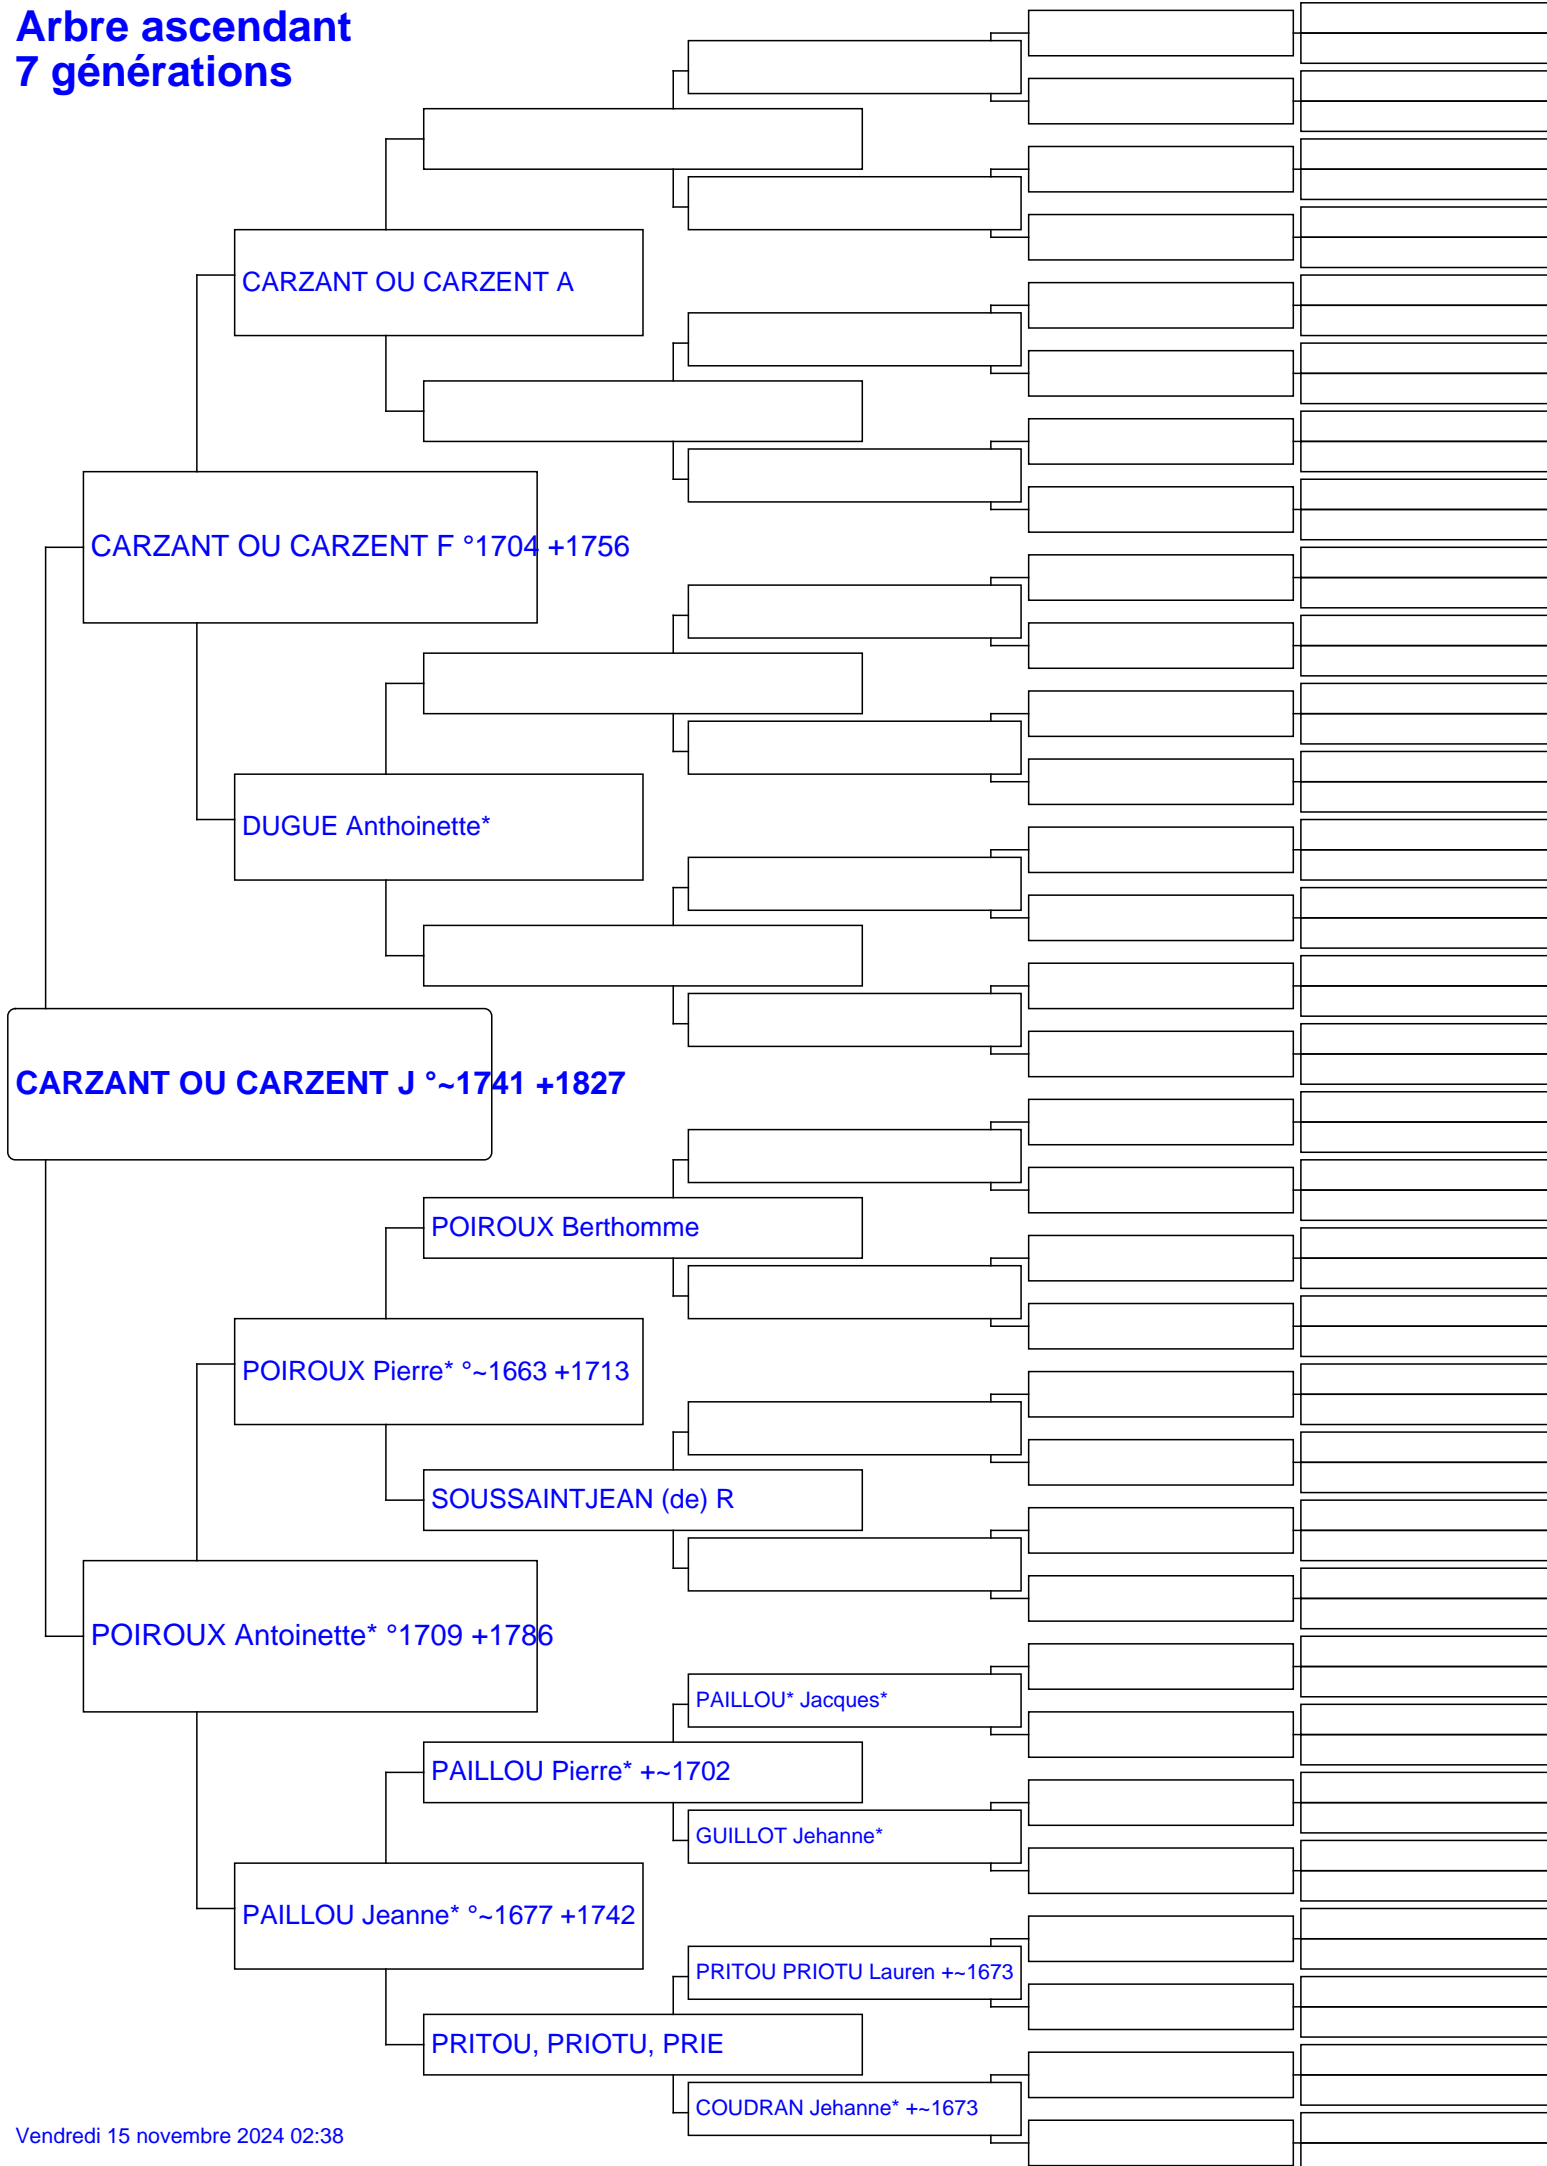 Arbre ascendant
7 générations
CARZANT OU CARZENT A
CARZANT OU CARZENT F °1704 +1756
DUGUE Anthoinette*
CARZANT OU CARZENT J °~1741 +1827
POIROUX Berthomme
POIROUX Pierre* °~1663 +1713
SOUSSAINTJEAN (de) R
POIROUX Antoinette* °1709 +1786
PAILLOU* Jacques*
PAILLOU Pierre* +~1702
GUILLOT Jehanne*
PAILLOU Jeanne* °~1677 +1742
PRITOU PRIOTU Lauren +~1673
PRITOU, PRIOTU, PRIE
COUDRAN Jehanne* +~1673
Vendredi 15 novembre 2024 02:38